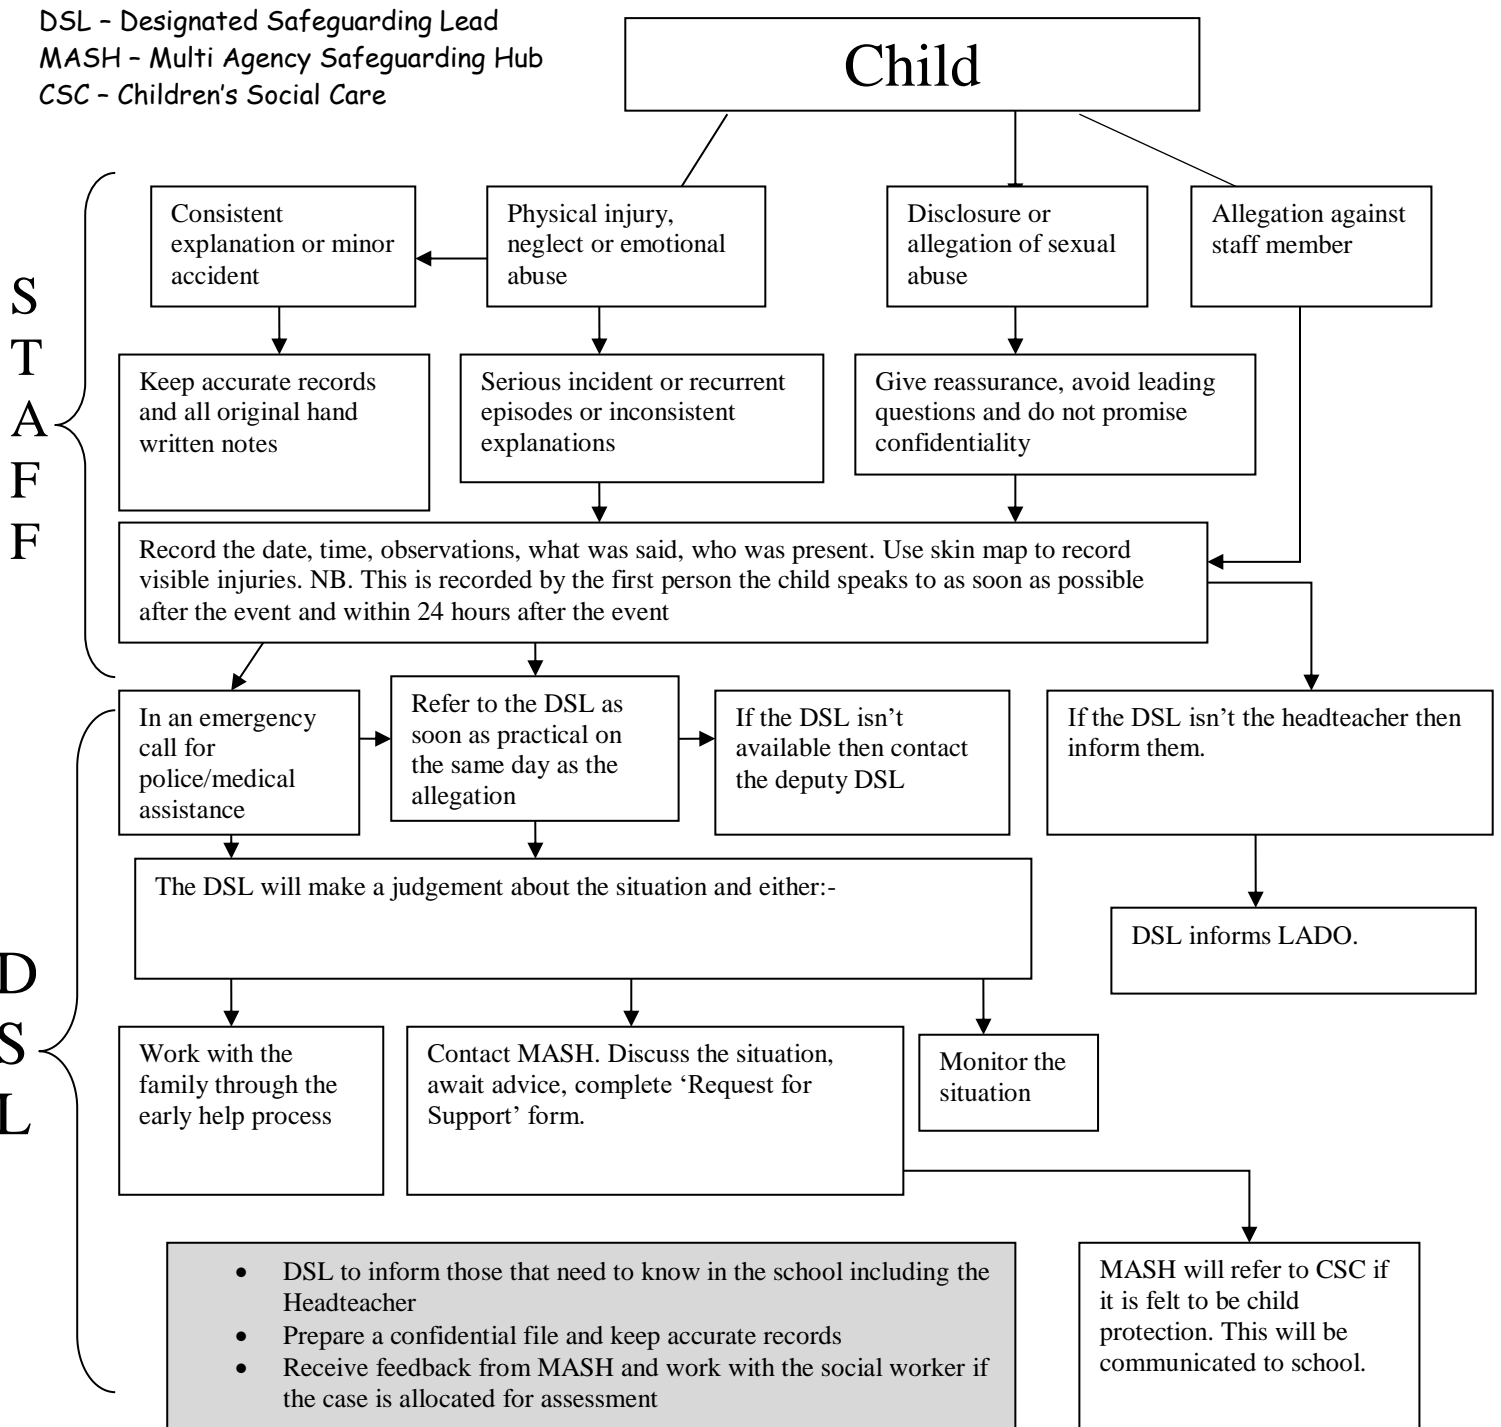 DSL – Designated Safeguarding Lead
MASH – Multi Agency Safeguarding Hub
CSC – Children's Social Care
Child
Consistent
explanation or minor
accident
Physical injury,
neglect or emotional
abuse
Disclosure or
allegation of sexual
abuse
Allegation against
staff member
S
T
A
F
F
Keep accurate records
and all original hand
written notes
Serious incident or recurrent
episodes or inconsistent
explanations
Give reassurance, avoid leading
questions and do not promise
confidentiality
Record the date, time, observations, what was said, who was present. Use skin map to record
visible injuries. NB. This is recorded by the first person the child speaks to as soon as possible
after the event and within 24 hours after the event
In an emergency
call for
police/medical
assistance
Refer to the DSL as
soon as practical on
the same day as the
allegation
If the DSL isn't
available then contact
the deputy DSL
If the DSL isn't the headteacher then
inform them.
The DSL will make a judgement about the situation and either:-
DSL informs LADO.
D
S
L
Work with the
family through the
early help process
Contact MASH. Discuss the situation,
await advice, complete 'Request for
Support' form.
Monitor the
situation
• DSL to inform those that need to know in the school including the
Headteacher
• Prepare a confidential file and keep accurate records
• Receive feedback from MASH and work with the social worker if
the case is allocated for assessment
MASH will refer to CSC if
it is felt to be child
protection. This will be
communicated to school.